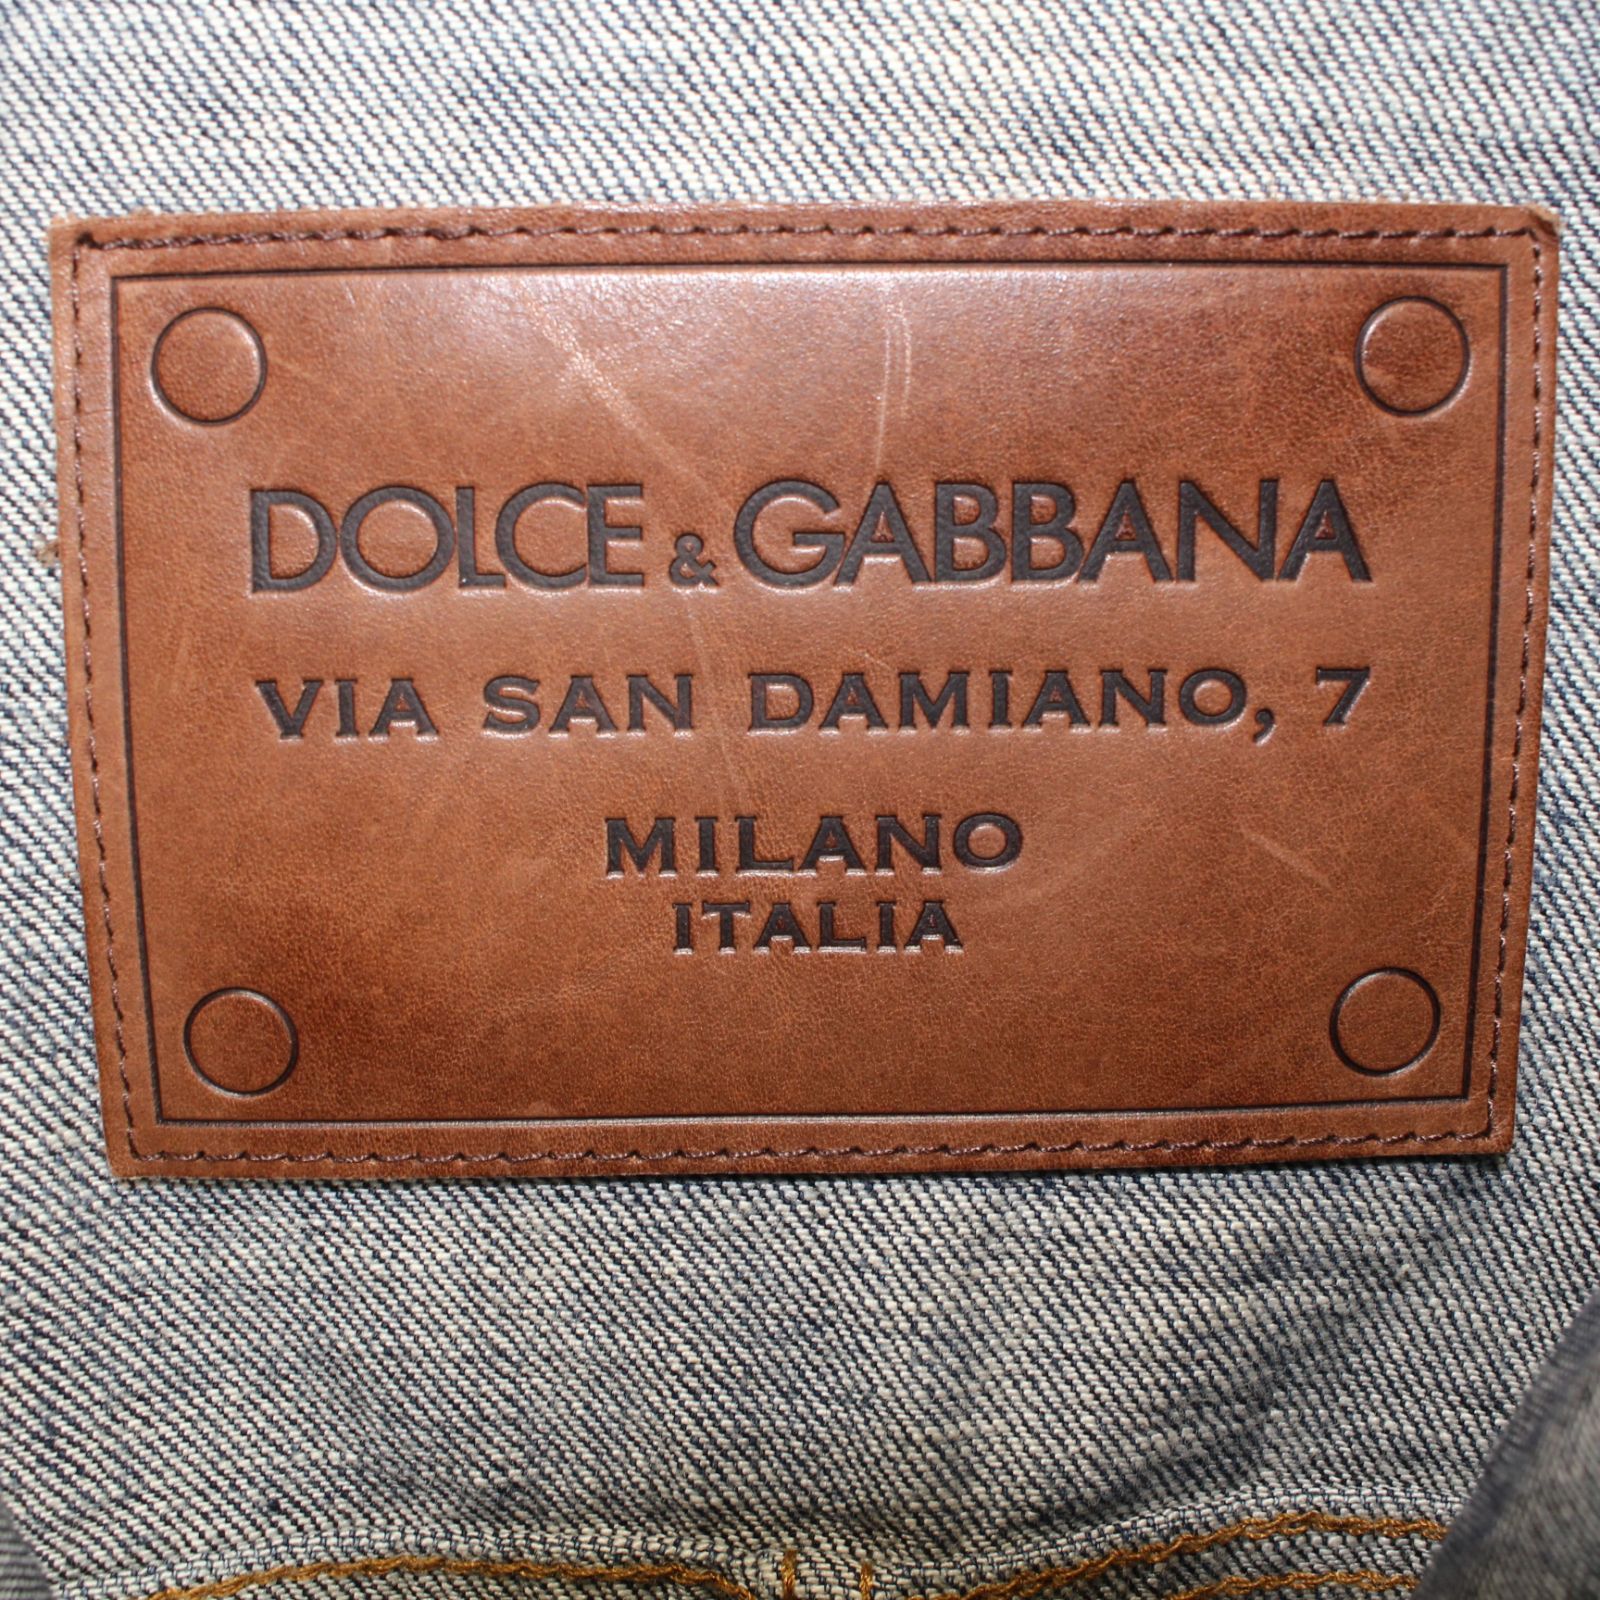 DOLCE & GABBANA
VIA SAN DAMIANO, 7
MILANO
ITALIA